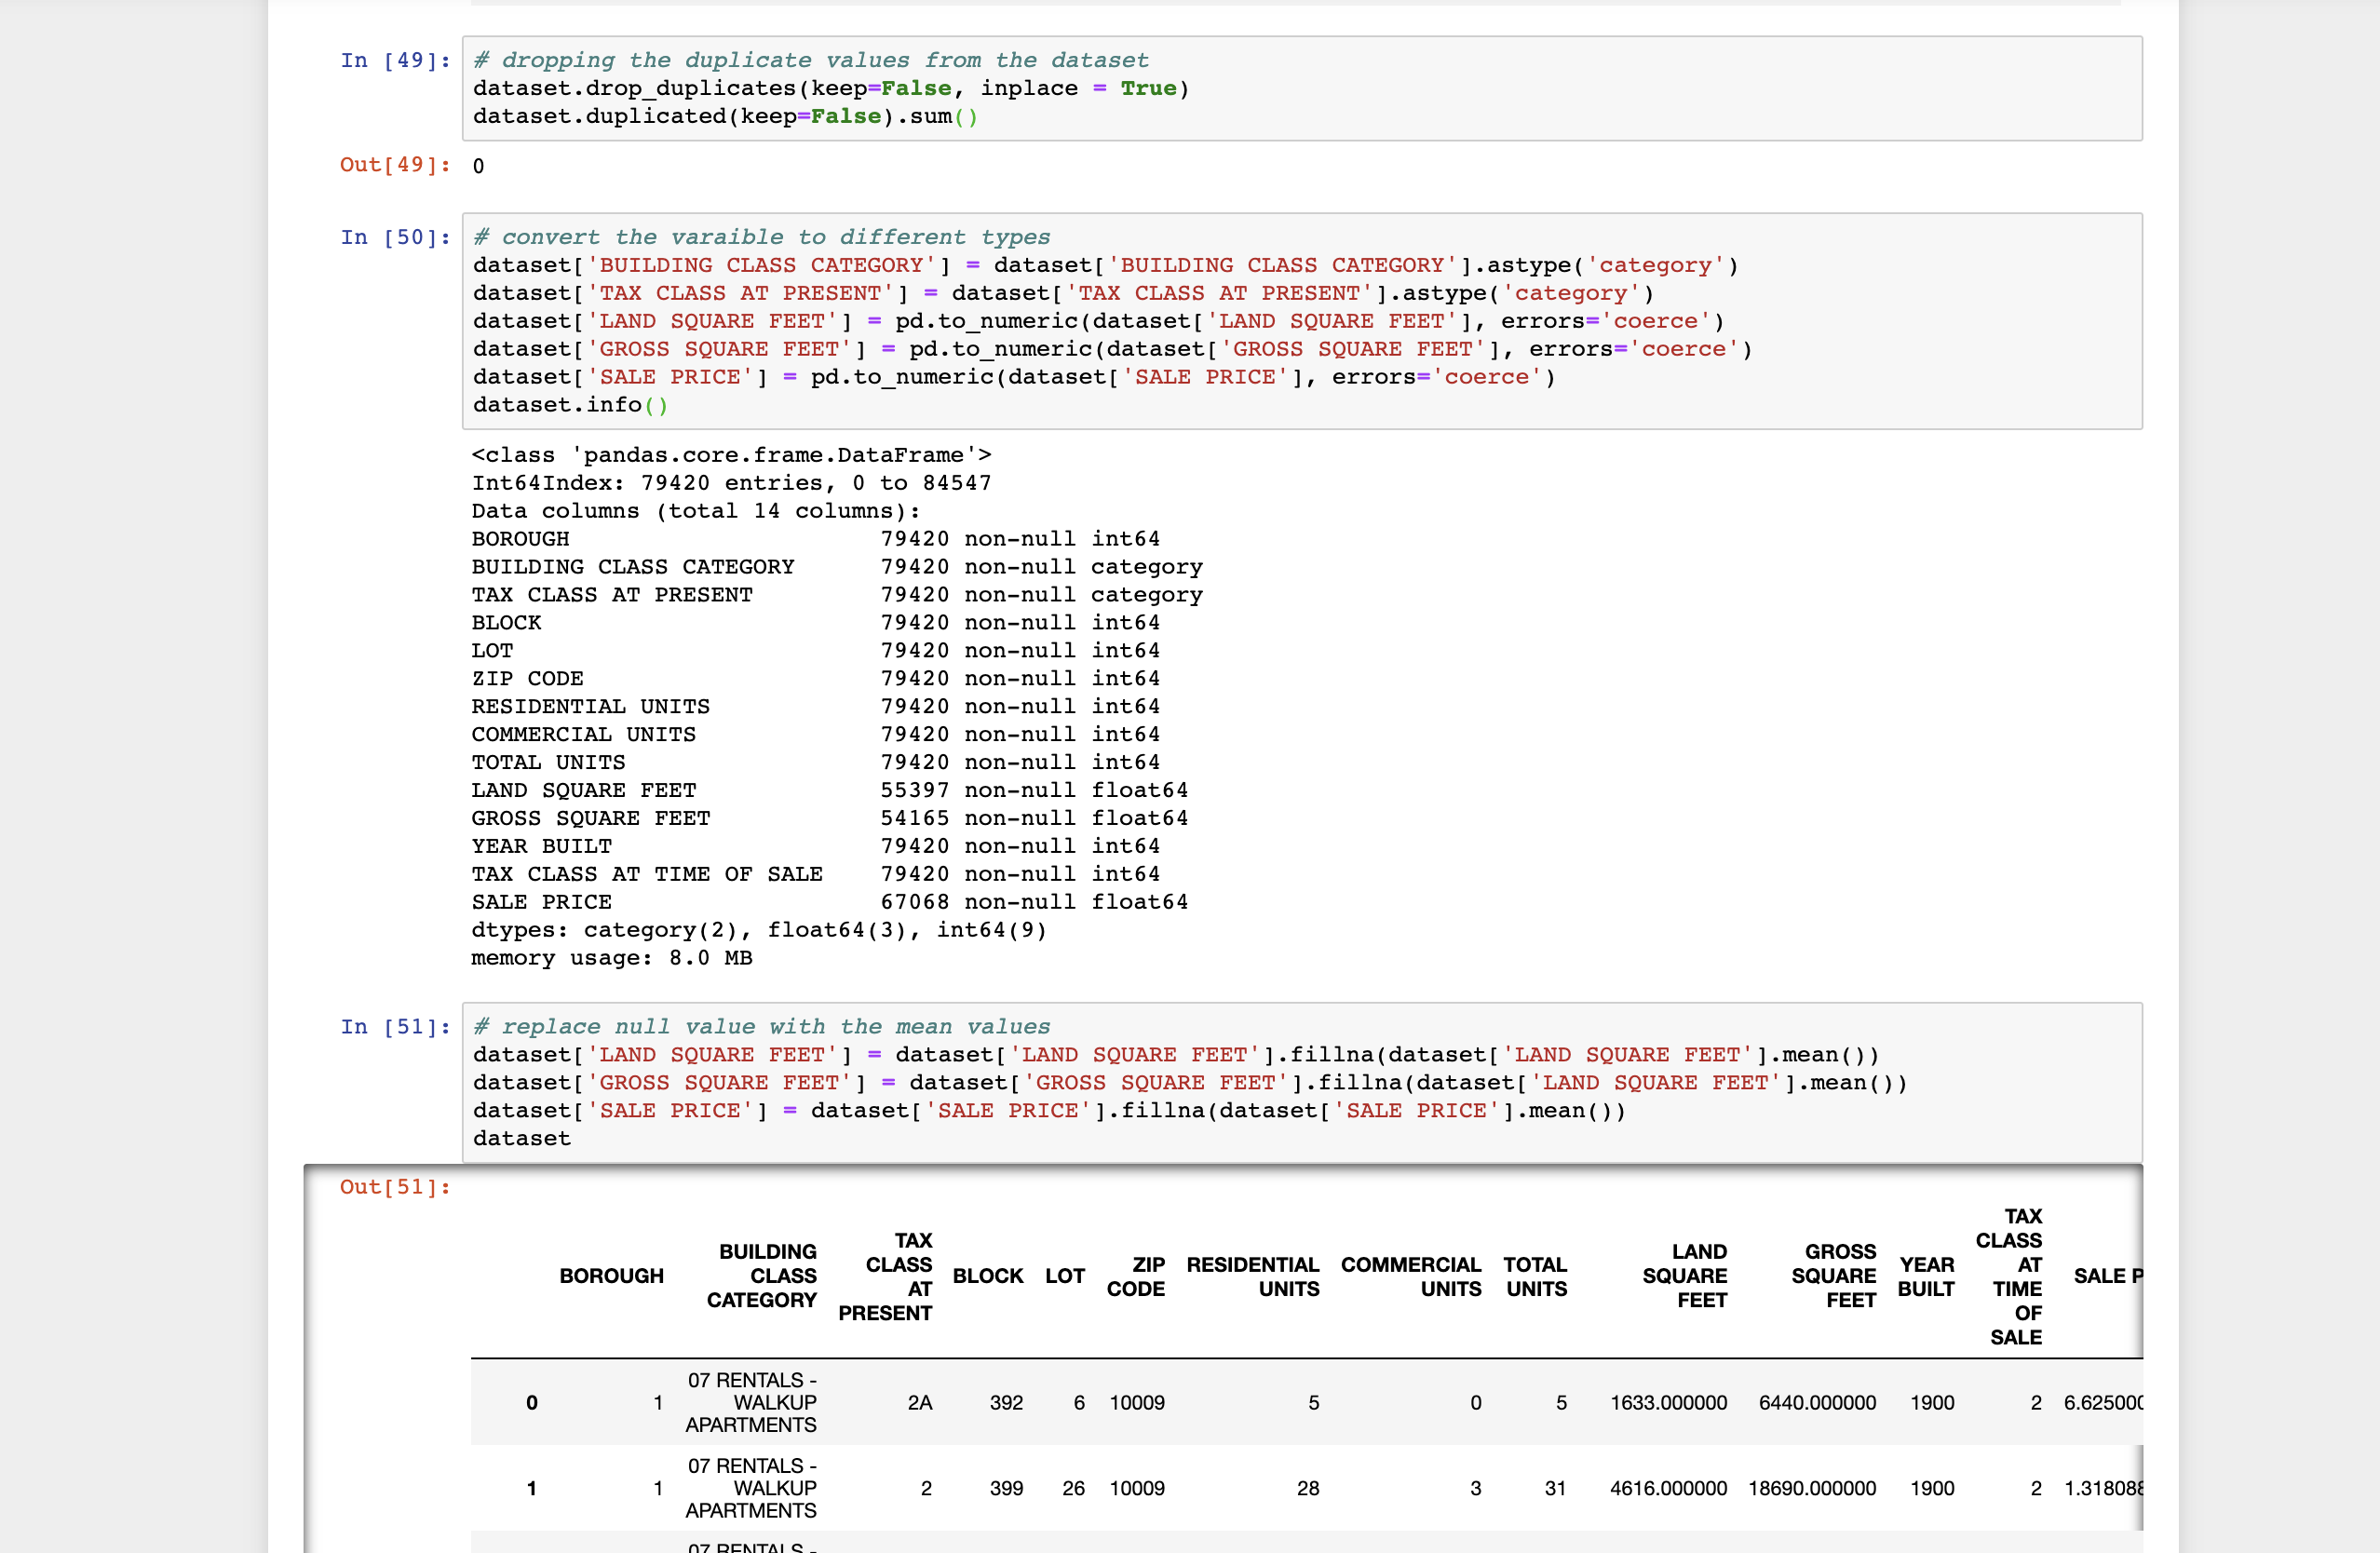 In [49]: # dropping the duplicate values from the dataset
dataset.drop_duplicates(keep=False, inplace = True)
dataset.duplicated(keep=False).sum()
Out[49]: 0
In [50]: # convert the varaible to different types
dataset['BUILDING CLASS CATEGORY'] = dataset['BUILDING CLASS CATEGORY'].astype('category')
dataset['TAX CLASS AT PRESENT'] = dataset['TAX CLASS AT PRESENT'].astype('category')
dataset['LAND SQUARE FEET'] = pd.to_numeric(dataset['LAND SQUARE FEET'], errors='coerce')
dataset['GROSS SQUARE FEET'] = pd.to_numeric(dataset['GROSS SQUARE FEET'], errors='coerce')
dataset['SALE PRICE'] = pd.to_numeric(dataset['SALE PRICE'], errors='coerce')
dataset.info()
<class 'pandas.core.frame.DataFrame'>
Int64Index: 79420 entries, 0 to 84547
Data columns (total 14 columns):
BOROUGH 79420 non-null int64
BUILDING CLASS CATEGORY 79420 non-null category
TAX CLASS AT PRESENT 79420 non-null category
BLOCK 79420 non-null int64
LOT 79420 non-null int64
ZIP CODE 79420 non-null int64
RESIDENTIAL UNITS 79420 non-null int64
COMMERCIAL UNITS 79420 non-null int64
TOTAL UNITS 79420 non-null int64
LAND SQUARE FEET 55397 non-null float64
GROSS SQUARE FEET 54165 non-null float64
YEAR BUILT 79420 non-null int64
TAX CLASS AT TIME OF SALE 79420 non-null int64
SALE PRICE 67068 non-null float64
dtypes: category(2), float64(3), int64(9)
memory usage: 8.0 MB
In [51]: # replace null value with the mean values
dataset['LAND SQUARE FEET'] = dataset['LAND SQUARE FEET'].fillna(dataset['LAND SQUARE FEET'].mean())
dataset['GROSS SQUARE FEET'] = dataset['GROSS SQUARE FEET'].fillna(dataset['LAND SQUARE FEET'].mean())
dataset['SALE PRICE'] = dataset['SALE PRICE'].fillna(dataset['SALE PRICE'].mean())
dataset
Out[51]:
BOROUGH BUILDING CLASS CATEGORY TAX CLASS AT PRESENT BLOCK LOT ZIP CODE RESIDENTIAL UNITS COMMERCIAL UNITS TOTAL UNITS LAND SQUARE FEET GROSS SQUARE FEET YEAR BUILT TAX CLASS AT TIME OF SALE SALE P
0 1 07 RENTALS - WALKUP APARTMENTS 2A 392 6 10009 5 0 5 1633.000000 6440.000000 1900 2 6.625000
1 1 07 RENTALS - WALKUP APARTMENTS 2 399 26 10009 28 3 31 4616.000000 18690.000000 1900 2 1.318088
07 RENTALS -